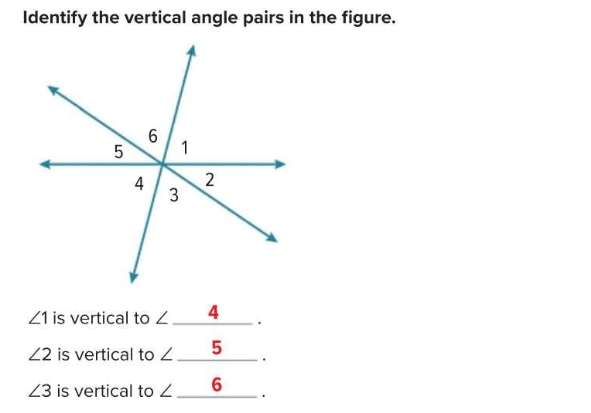 Identify the vertical angle pairs in the figure.
6
1
5
4
2
3
∠1 is vertical to ∠ 4 .
∠2 is vertical to ∠ 5 .
∠3 is vertical to ∠ 6 .